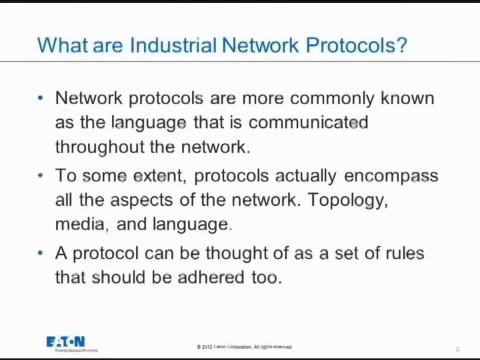 What are Industrial Network Protocols?
• Network protocols are more commonly known
as the language that is communicated
throughout the network.
• To some extent, protocols actually encompass
all the aspects of the network. Topology,
media, and language.
• A protocol can be thought of as a set of rules
that should be adhered too.
EATON
Powering Business Worldwide
© 2012 Eaton Corporation. All rights reserved